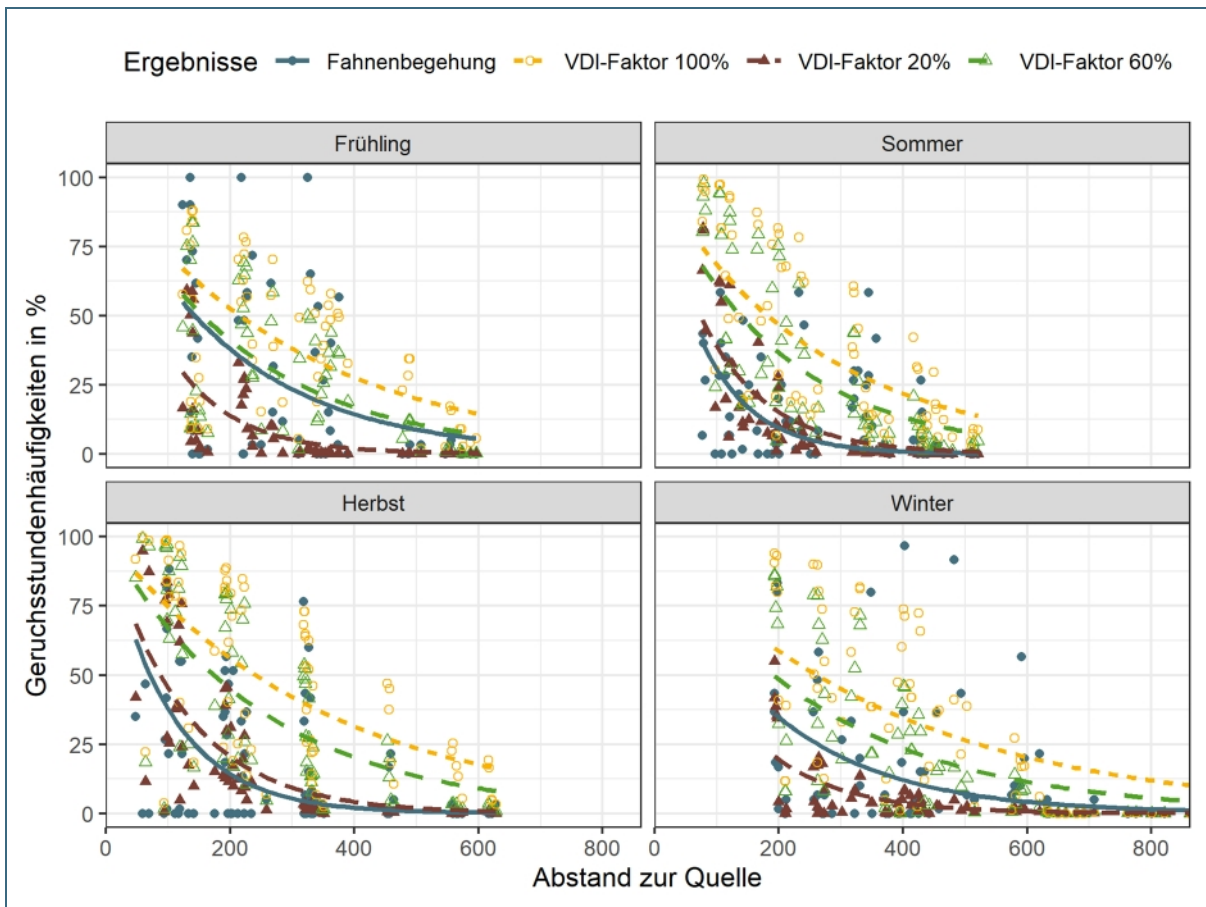 Ergebnisse Fahnenbegehung VDI-Faktor 100% VDI-Faktor 20% VDI-Faktor 60%
Frühling Sommer
100
75
50
25
0
Herbst Winter
100
75
50
25
0
0 200 400 600 800 0 200 400 600 800
Geruchsstundenhäufigkeiten in %
Abstand zur Quelle